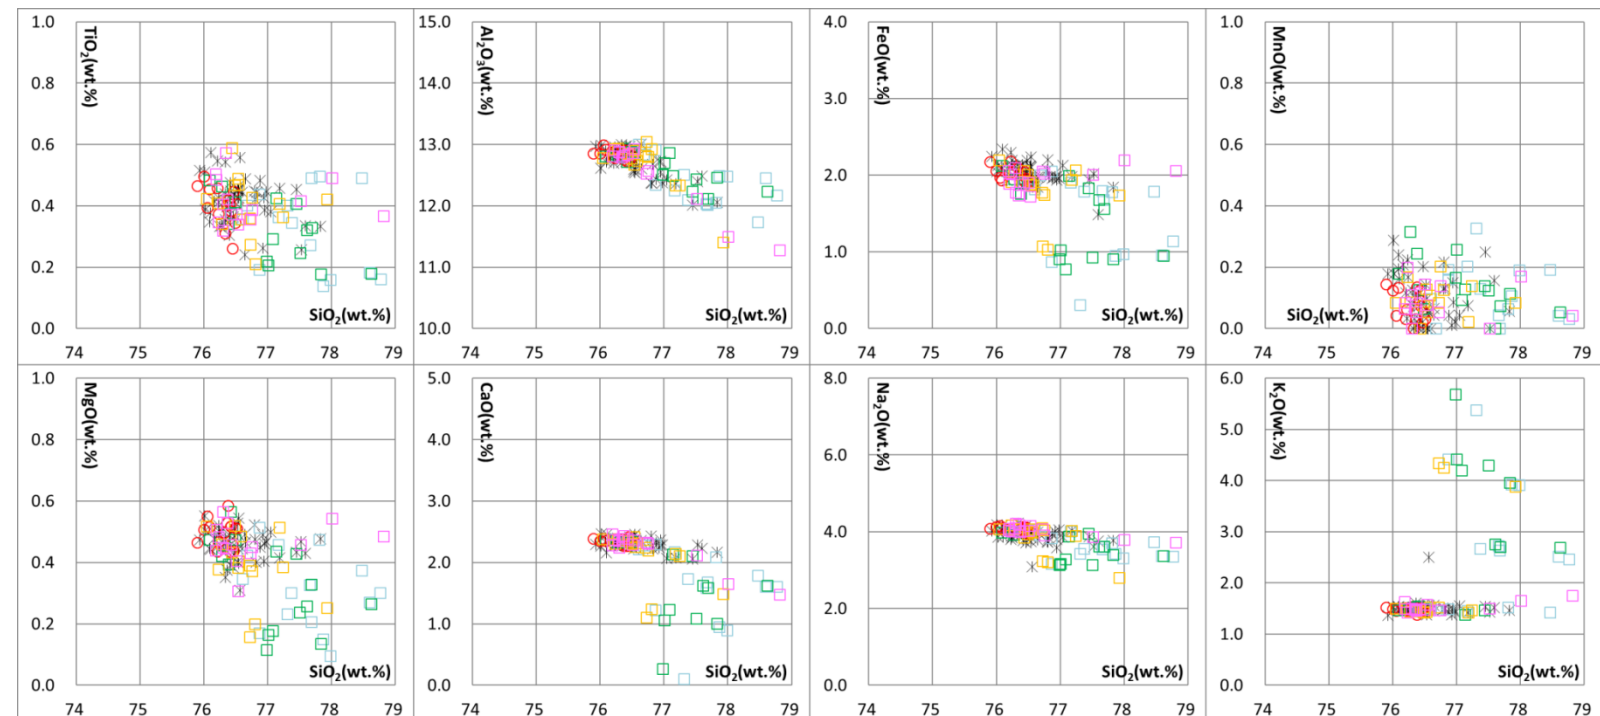 1.0 0.8 0.6 0.4 0.2 0.0
TiO₂(wt.%)
SiO₂(wt.%)
74 75 76 77 78 79
15.0 14.0 13.0 12.0 11.0 10.0
Al₂O₃(wt.%)
SiO₂(wt.%)
74 75 76 77 78 79
4.0 3.0 2.0 1.0 0.0
FeO(wt.%)
SiO₂(wt.%)
74 75 76 77 78 79
1.0 0.8 0.6 0.4 0.2 0.0
MnO(wt.%)
SiO₂(wt.%)
74 75 76 77 78 79
1.0 0.8 0.6 0.4 0.2 0.0
MgO(wt.%)
SiO₂(wt.%)
74 75 76 77 78 79
5.0 4.0 3.0 2.0 1.0 0.0
CaO(wt.%)
SiO₂(wt.%)
74 75 76 77 78 79
8.0 6.0 4.0 2.0 0.0
Na₂O(wt.%)
SiO₂(wt.%)
74 75 76 77 78 79
6.0 5.0 4.0 3.0 2.0 1.0 0.0
K₂O(wt.%)
SiO₂(wt.%)
74 75 76 77 78 79